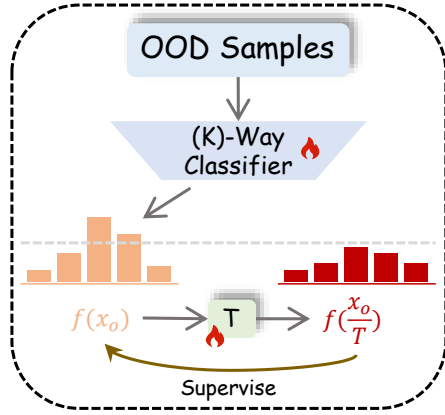 OOD Samples
(K)-Way
Classifier
f(x_o)
T
f(x_o/T)
Supervise